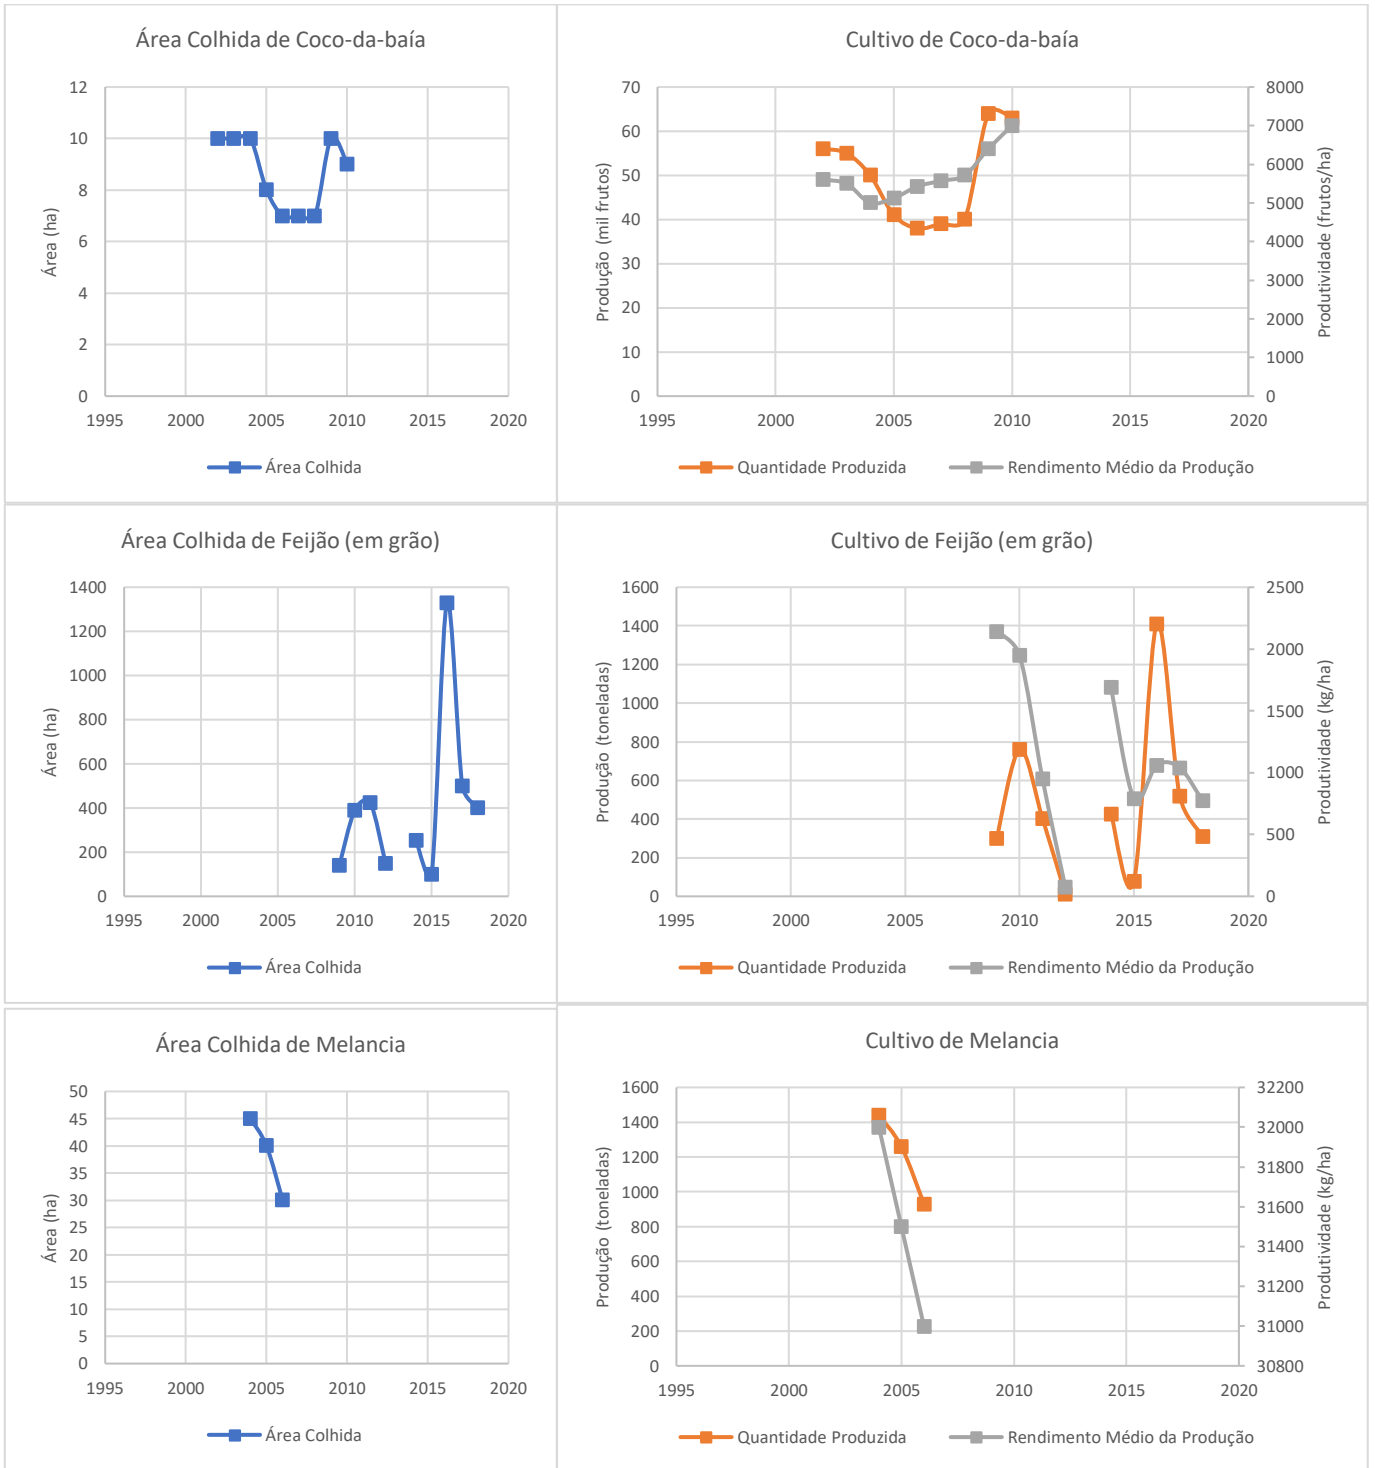 Área Colhida de Coco-da-baía
Área (ha)
12
10
8
6
4
2
0
1995 2000 2005 2010 2015 2020
Área Colhida
Cultivo de Coco-da-baía
Produção (mil frutos)
70
60
50
40
30
20
10
0
8000
7000
6000
5000
4000
3000
2000
1000
0
Produtividade (frutos/ha)
1995 2000 2005 2010 2015 2020
Quantidade Produzida Rendimento Médio da Produção
Área Colhida de Feijão (em grão)
Área (ha)
1400
1200
1000
800
600
400
200
0
1995 2000 2005 2010 2015 2020
Área Colhida
Cultivo de Feijão (em grão)
Produção (toneladas)
1600
1400
1200
1000
800
600
400
200
0
2500
2000
1500
1000
500
0
Produtividade (kg/ha)
1995 2000 2005 2010 2015 2020
Quantidade Produzida Rendimento Médio da Produção
Área Colhida de Melancia
Área (ha)
50
45
40
35
30
25
20
15
10
5
0
1995 2000 2005 2010 2015 2020
Área Colhida
Cultivo de Melancia
Produção (toneladas)
1600
1400
1200
1000
800
600
400
200
0
32200
32000
31800
31600
31400
31200
31000
30800
Produtividade (kg/ha)
1995 2000 2005 2010 2015 2020
Quantidade Produzida Rendimento Médio da Produção